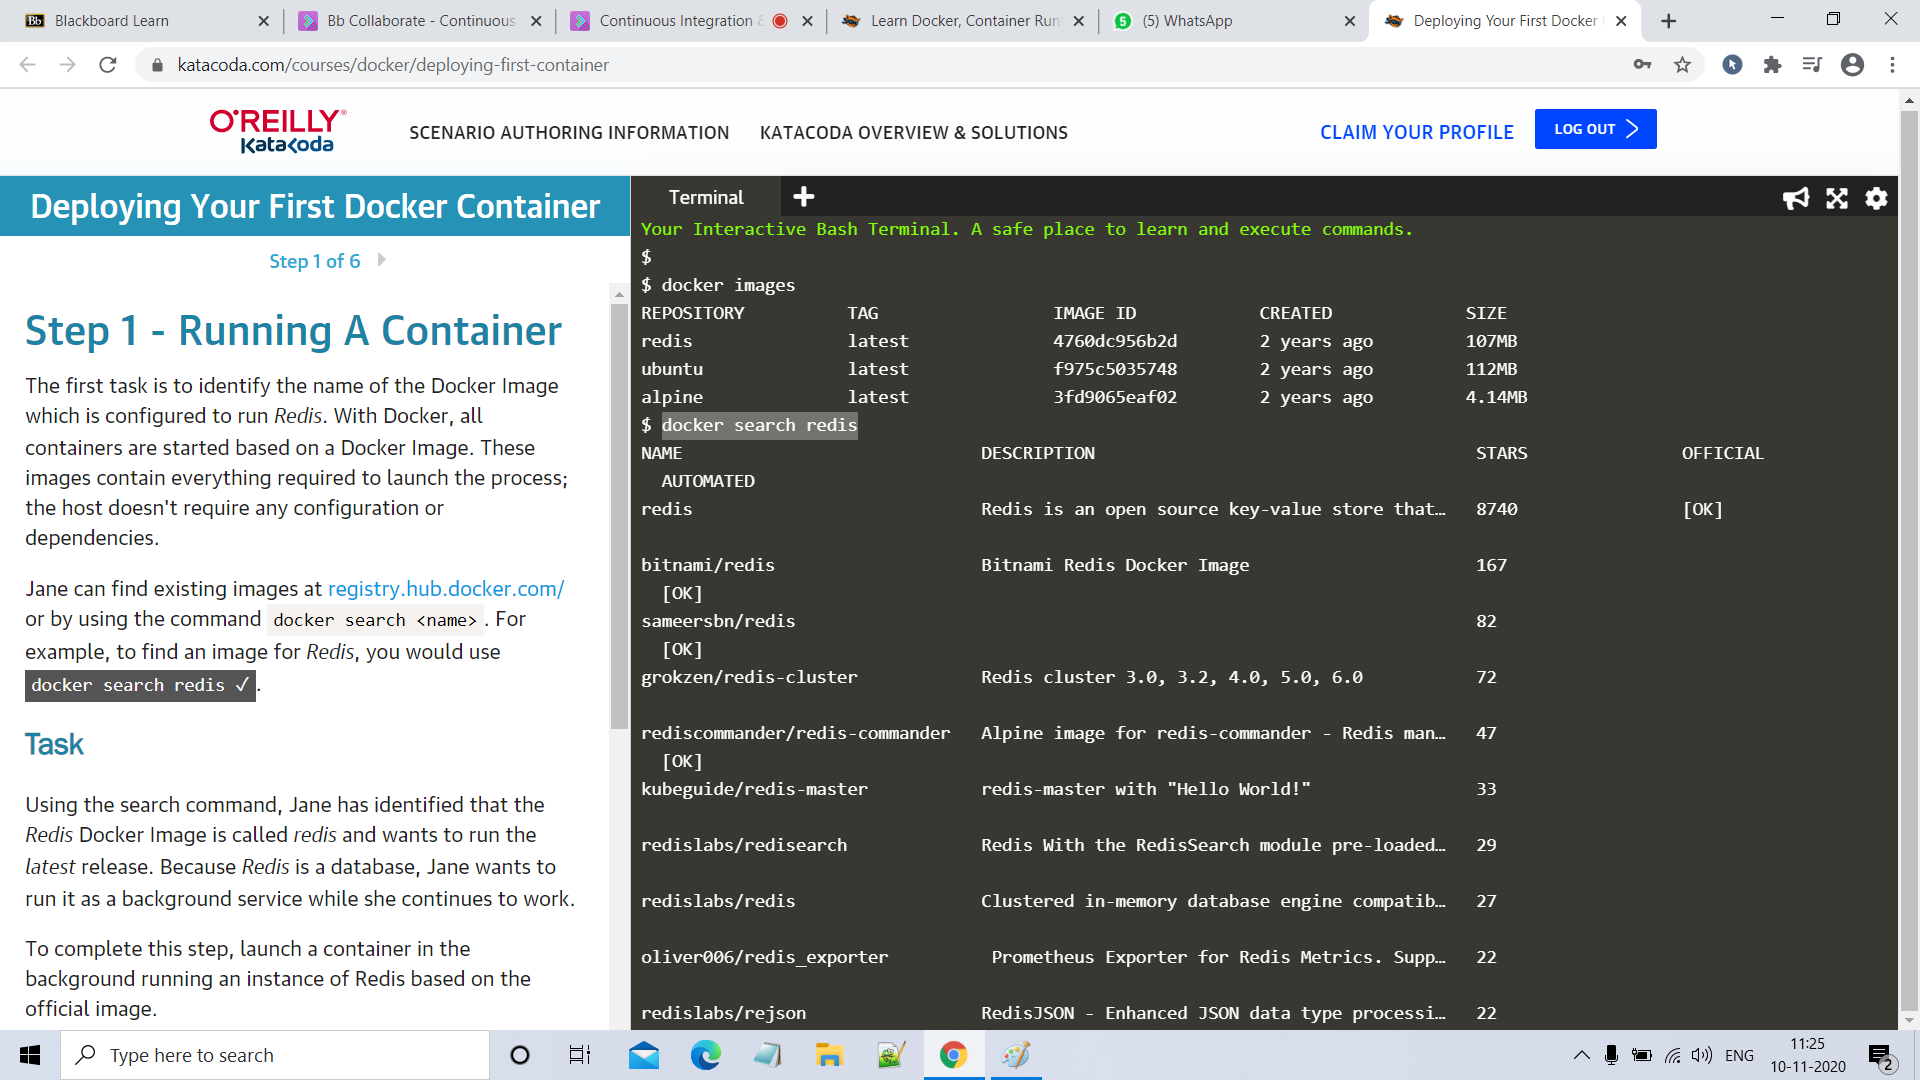 Blackboard Learn
Bb Collaborate - Continuous
Continuous Integration &
Learn Docker, Container Run
(5) WhatsApp
Deploying Your First Docker
katacoda.com/courses/docker/deploying-first-container
O'REILLY
Katacoda
SCENARIO AUTHORING INFORMATION
KATACODA OVERVIEW & SOLUTIONS
CLAIM YOUR PROFILE
LOG OUT
Deploying Your First Docker Container
Step 1 of 6
Step 1 - Running A Container
The first task is to identify the name of the Docker Image
which is configured to run Redis. With Docker, all
containers are started based on a Docker Image. These
images contain everything required to launch the process;
the host doesn't require any configuration or
dependencies.
Jane can find existing images at registry.hub.docker.com/
or by using the command docker search <name>. For
example, to find an image for Redis, you would use
docker search redis ✓.
Task
Using the search command, Jane has identified that the
Redis Docker Image is called redis and wants to run the
latest release. Because Redis is a database, Jane wants to
run it as a background service while she continues to work.
To complete this step, launch a container in the
background running an instance of Redis based on the
official image.
Terminal
Your Interactive Bash Terminal. A safe place to learn and execute commands.
$
$ docker images
REPOSITORY TAG IMAGE ID CREATED SIZE
redis latest 4760dc956b2d 2 years ago 107MB
ubuntu latest f975c5035748 2 years ago 112MB
alpine latest 3fd9065eaf02 2 years ago 4.14MB
$ docker search redis
NAME DESCRIPTION STARS OFFICIAL
AUTOMATED
redis Redis is an open source key-value store that… 8740 [OK]
bitnami/redis Bitnami Redis Docker Image 167
[OK]
sameersbn/redis 82
[OK]
grokzen/redis-cluster Redis cluster 3.0, 3.2, 4.0, 5.0, 6.0 72
rediscommander/redis-commander Alpine image for redis-commander - Redis man… 47
[OK]
kubeguide/redis-master redis-master with "Hello World!" 33
redislabs/redisearch Redis With the RedisSearch module pre-loaded… 29
redislabs/redis Clustered in-memory database engine compatib… 27
oliver006/redis_exporter Prometheus Exporter for Redis Metrics. Supp… 22
redislabs/rejson RedisJSON - Enhanced JSON data type processi… 22
Type here to search
ENG
11:25
10-11-2020
2